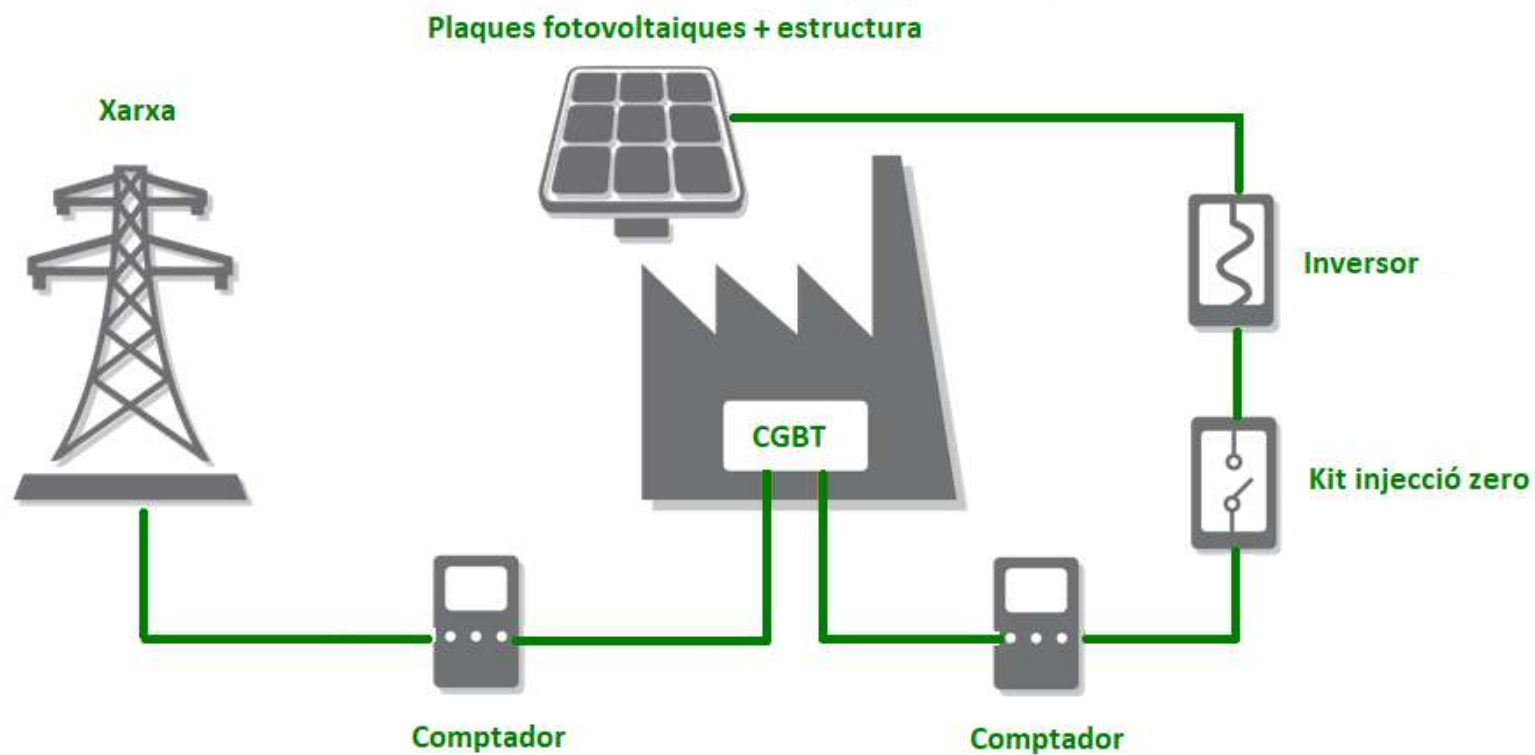 Plaques fotovoltaiques + estructura
Xarxa
Inversor
CGBT
Kit injecció zero
Comptador
Comptador